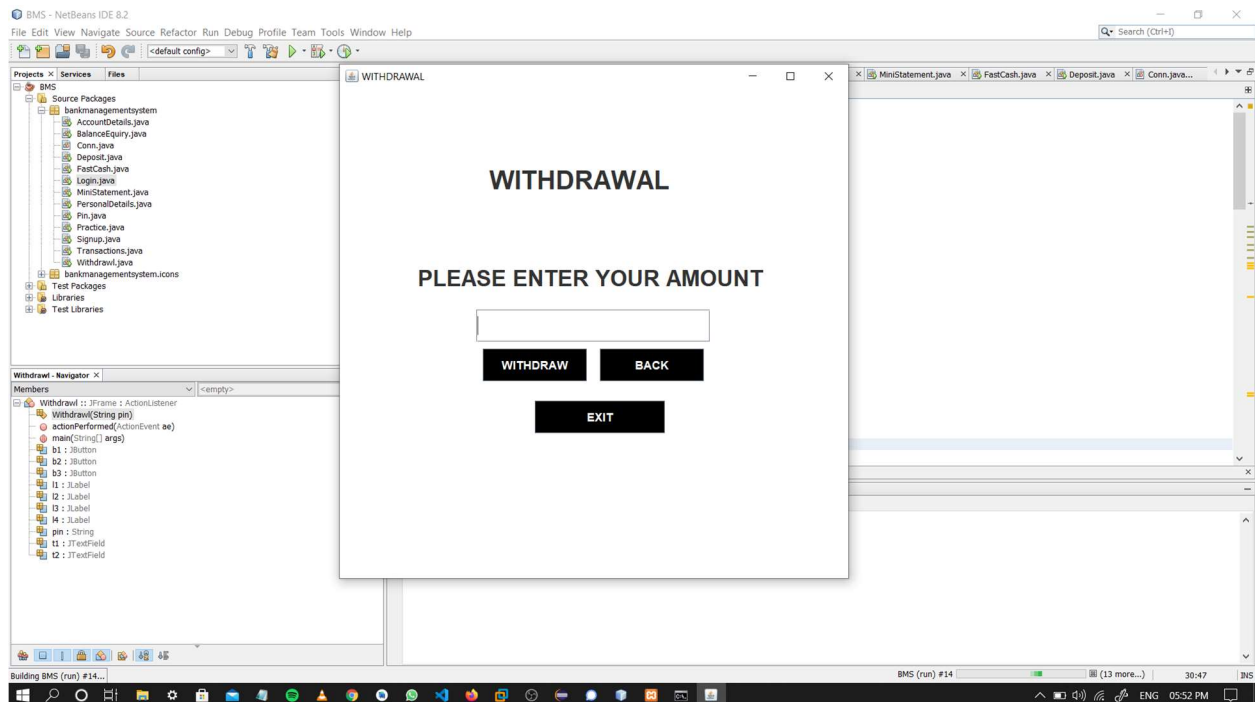 BMS - NetBeans IDE 8.2
File Edit View Navigate Source Refactor Run Debug Profile Team Tools Window Help
Search (Ctrl+I)
<default config>
Projects Services Files
WITHDRAWAL
MiniStatement.java FastCash.java Deposit.java Conn.java...
BMS
Source Packages
bankmanagementsystem
AccountDetails.java
BalanceEquiry.java
Conn.java
Deposit.java
FastCash.java
Login.java
MiniStatement.java
PersonalDetails.java
Pin.java
Practice.java
Signup.java
Transactions.java
Withdrawl.java
bankmanagementsystem.icons
Test Packages
Libraries
Test Libraries
WITHDRAWAL
PLEASE ENTER YOUR AMOUNT
WITHDRAW BACK
EXIT
Withdrawl - Navigator
Members <empty>
Withdrawl :: JFrame : ActionListener
Withdrawl(String pin)
actionPerformed(ActionEvent ae)
main(String[] args)
b1 : JButton
b2 : JButton
b3 : JButton
l1 : JLabel
l2 : JLabel
l3 : JLabel
l4 : JLabel
pin : String
t1 : JTextField
t2 : JTextField
Building BMS (run) #14...
BMS (run) #14 (13 more...) 30:47 INS
ENG 05:52 PM